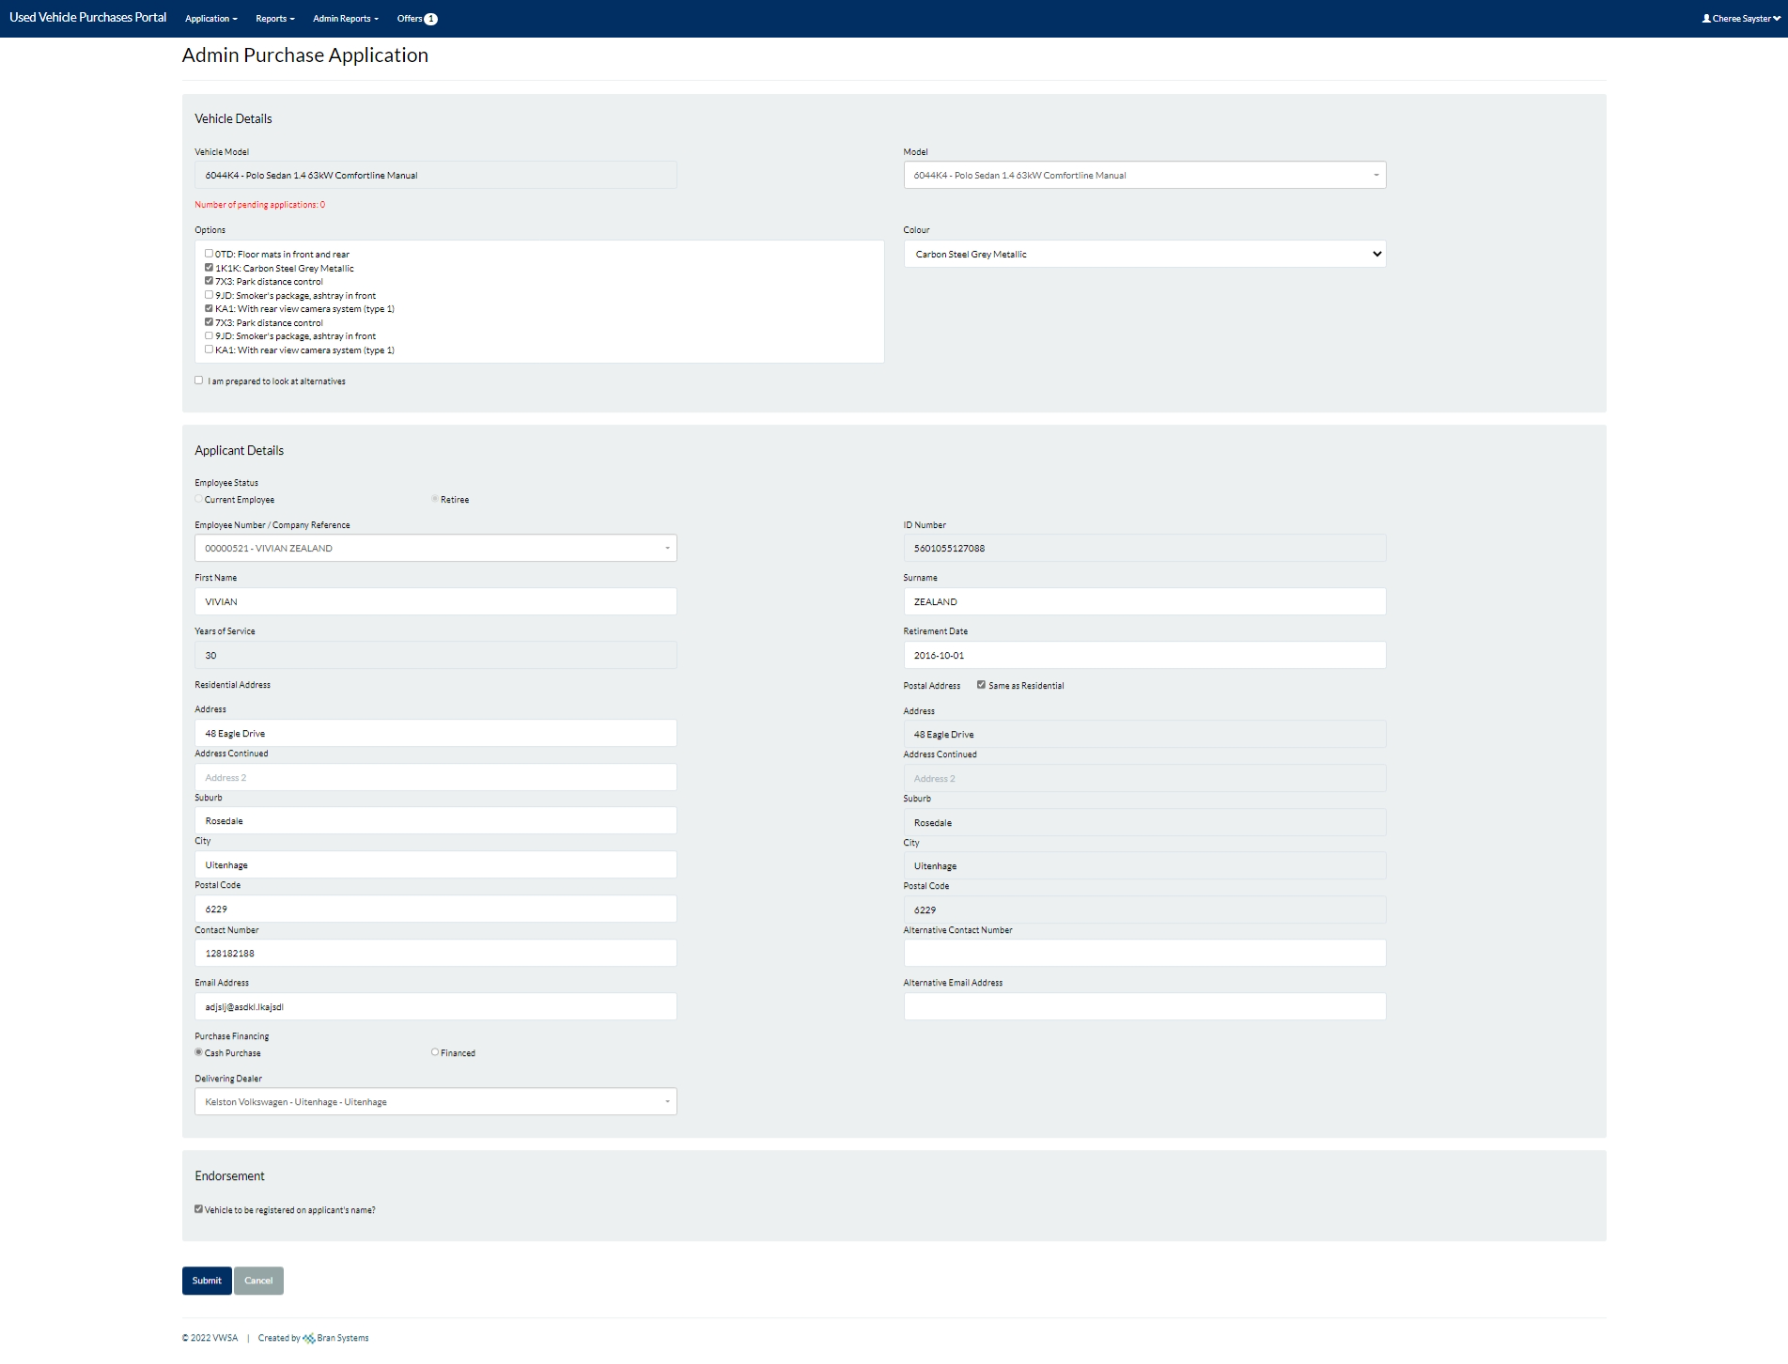 Used Vehicle Purchases Portal Application Reports Admin Reports Offers 1 Cheree Sayster
Admin Purchase Application
Vehicle Details
Vehicle Model Model
6044K4 - Polo Sedan 1.4 63kW Comfortline Manual 6044K4 - Polo Sedan 1.4 63kW Comfortline Manual
Number of pending applications: 0
Options Colour
0TD: Floor mats in front and rear Carbon Steel Grey Metallic
1K1K: Carbon Steel Grey Metallic
7X3: Park distance control
9JD: Smoker's package, ashtray in front
KA1: With rear view camera system (type 1)
7X3: Park distance control
9JD: Smoker's package, ashtray in front
KA1: With rear view camera system (type 1)
I am prepared to look at alternatives
Applicant Details
Employee Status
Current Employee Retiree
Employee Number / Company Reference ID Number
00000521 - VIVIAN ZEALAND 5601055127088
First Name Surname
VIVIAN ZEALAND
Years of Service Retirement Date
30 2016-10-01
Residential Address Postal Address Same as Residential
Address Address
48 Eagle Drive 48 Eagle Drive
Address Continued Address Continued
Address 2 Address 2
Suburb Suburb
Rosedale Rosedale
City City
Uitenhage Uitenhage
Postal Code Postal Code
6229 6229
Contact Number Alternative Contact Number
128182188
Email Address Alternative Email Address
adjslj@asdkl.lkajsdl
Purchase Financing
Cash Purchase Financed
Delivering Dealer
Kelston Volkswagen - Uitenhage - Uitenhage
Endorsement
Vehicle to be registered on applicant's name?
Submit Cancel
© 2022 VWSA | Created by Bran Systems